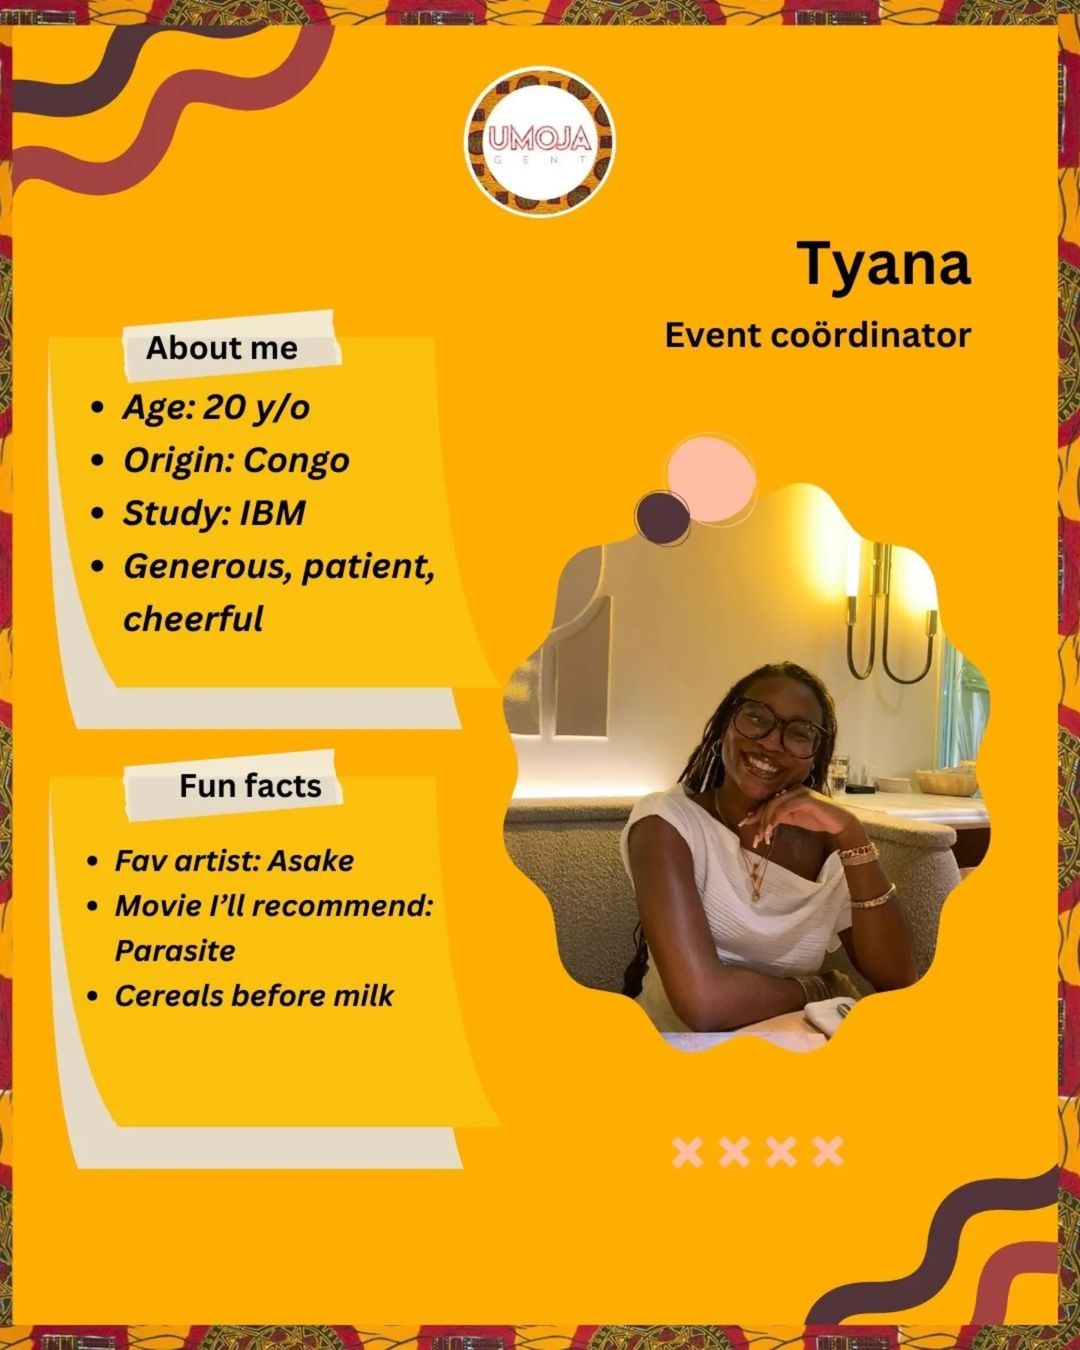 UMOJA
GENT
Tyana
Event coördinator
About me
• Age: 20 y/o
• Origin: Congo
• Study: IBM
• Generous, patient,
cheerful
Fun facts
• Fav artist: Asake
• Movie I’ll recommend:
Parasite
• Cereals before milk